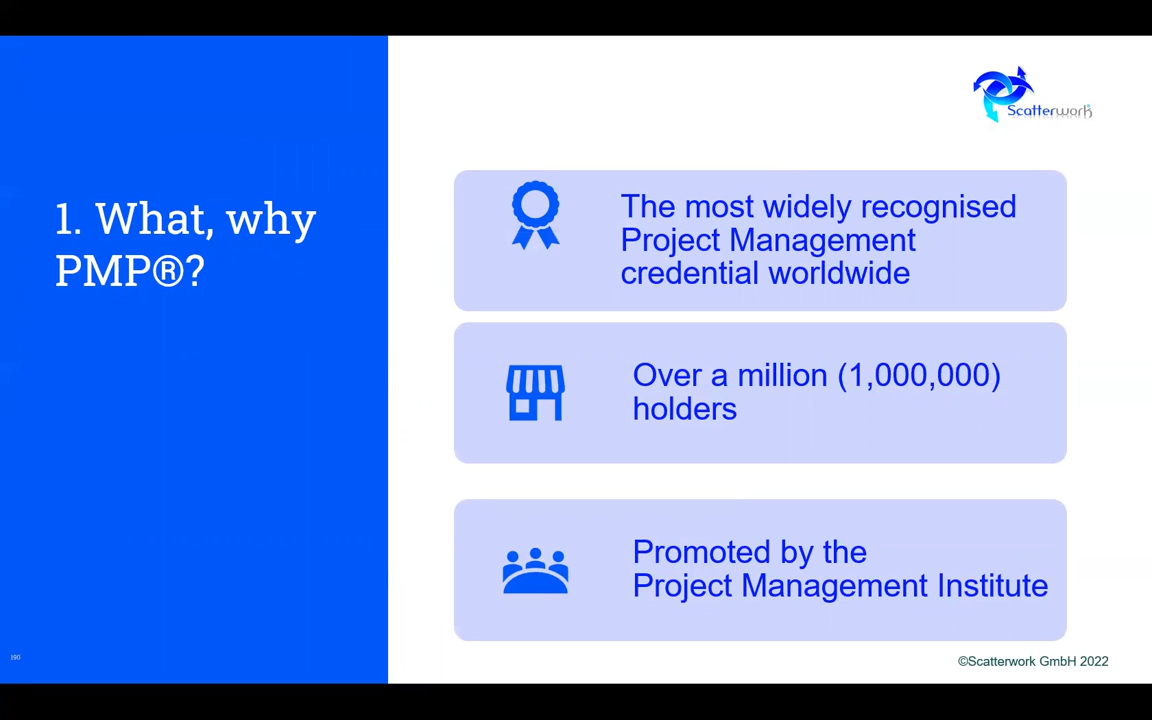 Scatterwork
1. What, why
PMP®?
The most widely recognised
Project Management
credential worldwide
Over a million (1,000,000)
holders
Promoted by the
Project Management Institute
190
©Scatterwork GmbH 2022